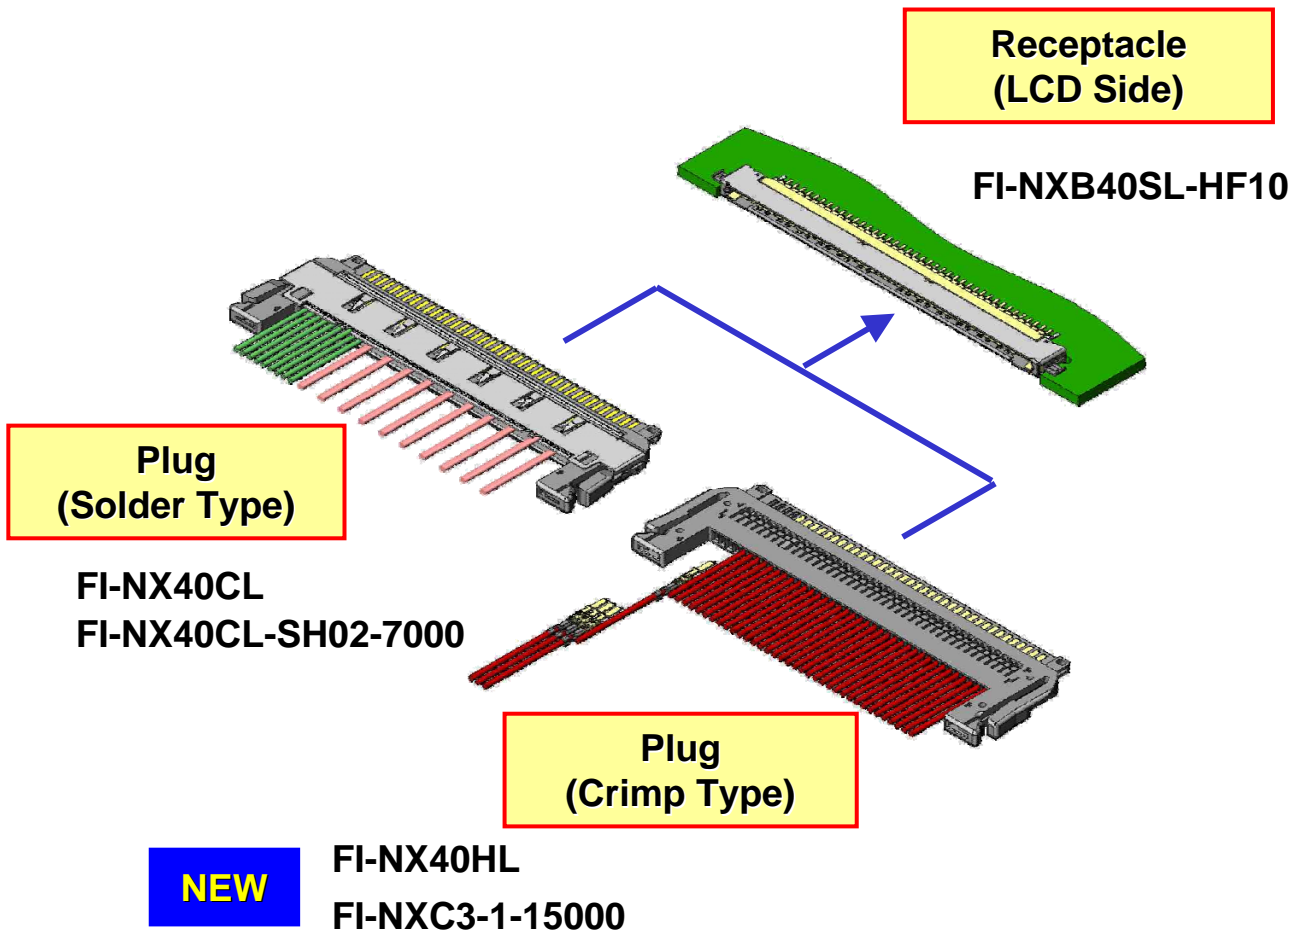 Receptacle
(LCD Side)
FI-NXB40SL-HF10
Plug
(Solder Type)
FI-NX40CL
FI-NX40CL-SH02-7000
Plug
(Crimp Type)
NEW
FI-NX40HL
FI-NXC3-1-15000